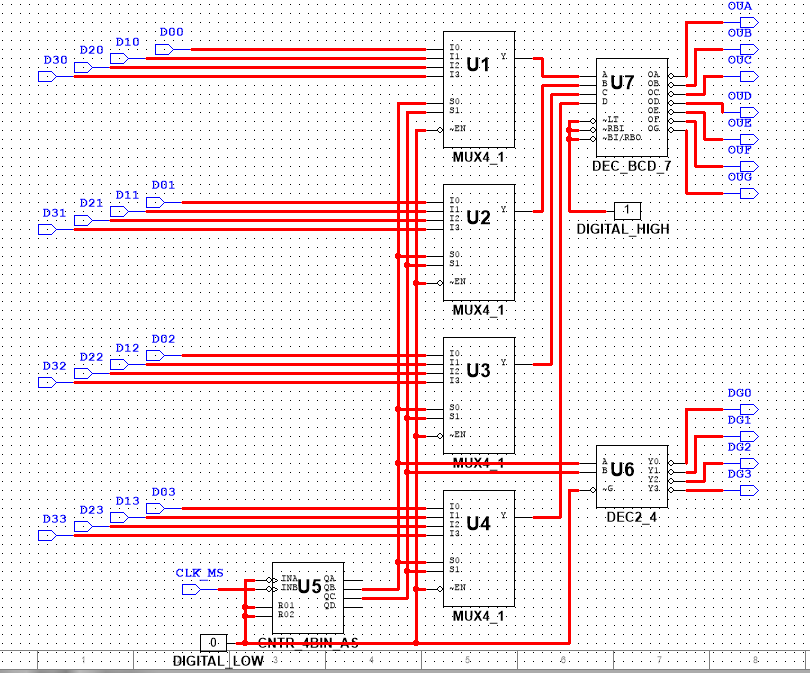 OUA
D00
D10
D20
D30
I0.
I1.
I2.
I3.
U1
Y
S0.
S1.
~EN
MUX4_1
A
B
C
D
~LT
~RBI
~BI/RBO.
U7
OA.
OB.
OC.
OD.
OE.
OF.
OG.
DEC_BCD_7
OUB
OUC
OUD
OUE
OUF
OUG
1
DIGITAL_HIGH
D01
D11
D21
D31
I0.
I1.
I2.
I3.
U2
Y
S0.
S1.
~EN
MUX4_1
D02
D12
D22
D32
I0.
I1.
I2.
I3.
U3
Y
S0.
S1.
~EN
MUX4_1
A
B
~G.
U6
Y0.
Y1.
Y2.
Y3.
DEC2_4
DG0
DG1
DG2
DG3
D03
D13
D23
D33
I0.
I1.
I2.
I3.
U4
Y
S0.
S1.
~EN
MUX4_1
CLK_MS
INA
INB
R01
R02
U5
QA.
QB.
QC.
QD.
CNTR_4BIN_AS
0
DIGITAL_LOW
1
3
4
5
6
7
8